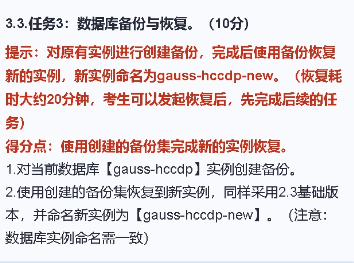 3.3.任务3：数据库备份与恢复。（10分）
提示：对原有实例进行创建备份，完成后使用备份恢复
新的实例，新实例命名为gauss-hccdp-new。（恢复耗
时大约20分钟，考生可以发起恢复后，先完成后续的任
务）
得分点：使用创建的备份集完成新的实例恢复。
1.对当前数据库【gauss-hccdp】实例创建备份。
2.使用创建的备份集恢复到新实例，同样采用2.3基础版
本，并命名新实例为【gauss-hccdp-new】。（注意：
数据库实例命名需一致）